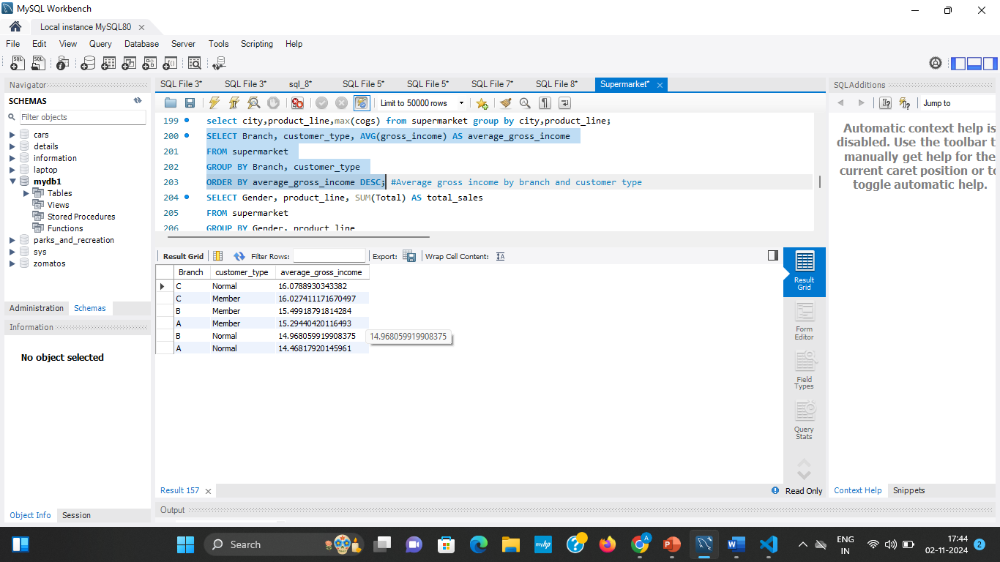 MySQL Workbench
Local instance MySQL80
File Edit View Query Database Server Tools Scripting Help
Navigator
SCHEMAS
Filter objects
cars
details
information
laptop
mydb1
Tables
Views
Stored Procedures
Functions
parks_and_recreation
sys
zomatos
Administration Schemas
Information
No object selected
Object Info Session
SQL File 3* SQL File 3* sql_8* SQL File 5* SQL File 5* SQL File 7* SQL File 8* Supermarket*
Limit to 50000 rows
199 select city,product_line,max(cogs) from supermarket group by city,product_line;
200 SELECT Branch, customer_type, AVG(gross_income) AS average_gross_income
201 FROM supermarket
202 GROUP BY Branch, customer_type
203 ORDER BY average_gross_income DESC; #Average gross income by branch and customer type
204 SELECT Gender, product_line, SUM(Total) AS total_sales
205 FROM supermarket
206 GROUP BY Gender, product_line
Result Grid Filter Rows: Export: Wrap Cell Content:
Branch customer_type average_gross_income
C Normal 16.0788930343382
C Member 16.027411171670497
B Member 15.49918791814284
A Member 15.29440420116493
B Normal 14.968059919908375
14.968059919908375
A Normal 14.46817920145961
Result Grid
Form Editor
Field Types
Query Stats
Result 157
Read Only
Output
SQLAdditions
Jump to
Automatic context help is
disabled. Use the toolbar t
manually get help for the
current caret position or to
toggle automatic help.
Context Help Snippets
Search
ENG
IN
17:44
02-11-2024
2